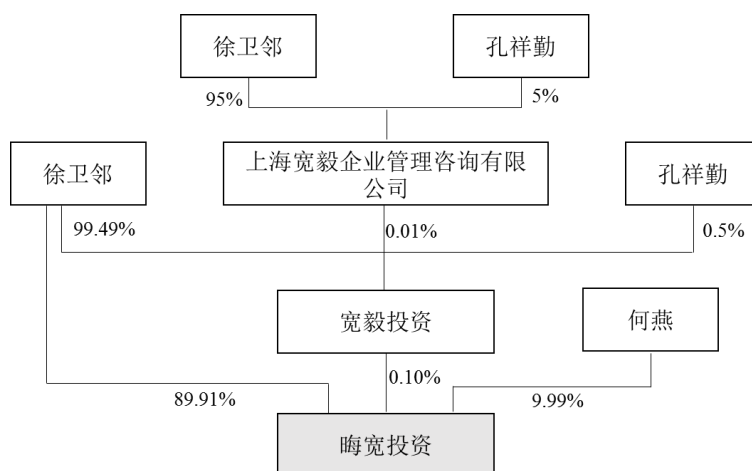 徐卫邻
孔祥勤
95%
5%
徐卫邻
上海宽毅企业管理咨询有限
公司
孔祥勤
99.49%
0.01%
0.5%
宽毅投资
何燕
0.10%
89.91%
9.99%
晦宽投资